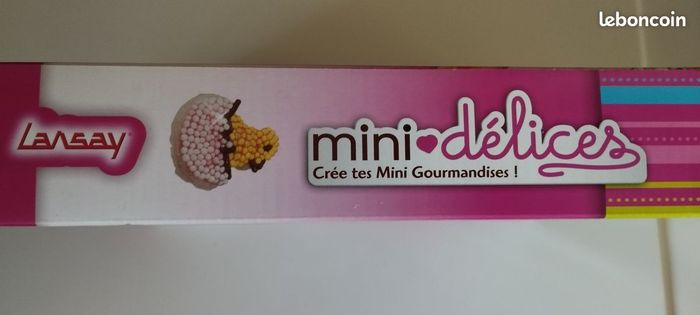 leboncoin
Lansay®
mini délices
Crée tes Mini Gourmandises !